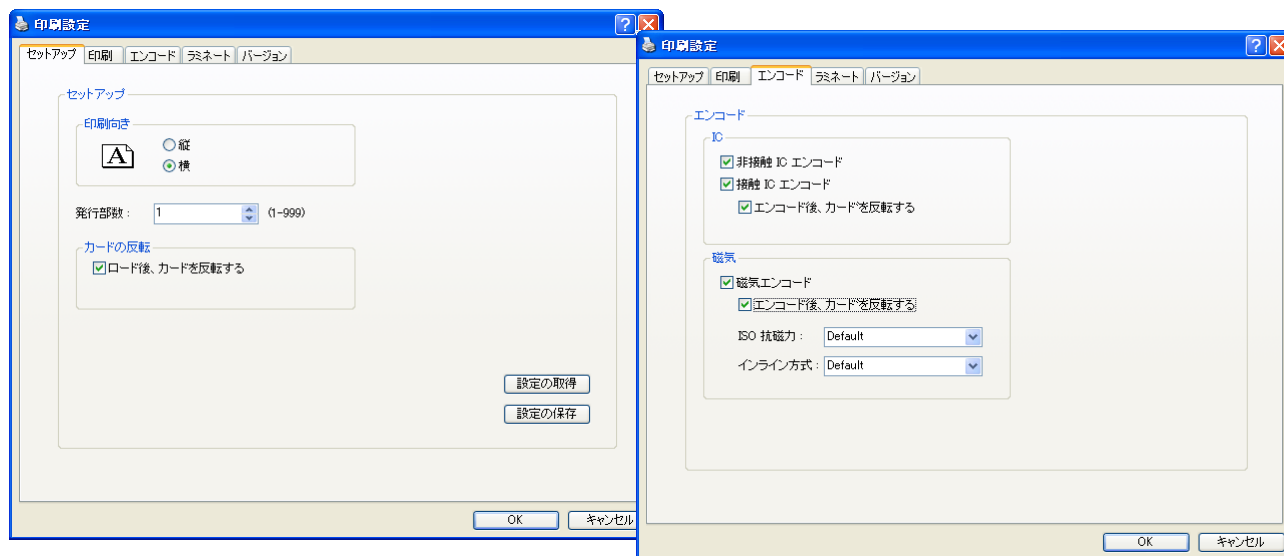 印刷設定
セットアップ 印刷 エンコード ラミネート バージョン
セットアップ
印刷向き
A
縦
横
発行部数： 1 (1-999)
カードの反転
ロード後、カードを反転する
設定の取得
設定の保存
OK キャンセル
印刷設定
セットアップ 印刷 エンコード ラミネート バージョン
エンコード
IC
非接触 IC エンコード
接触 IC エンコード
エンコード後、カードを反転する
磁気
磁気エンコード
エンコード後、カードを反転する
ISO 抗磁力： Default
インライン方式： Default
OK キャンセル